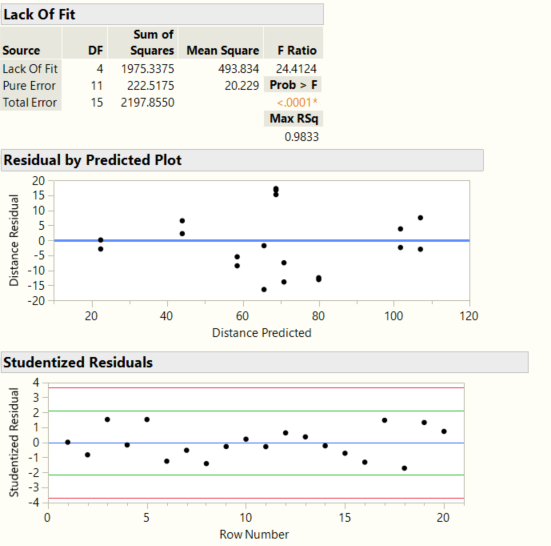 Lack Of Fit
Sum of
Source DF Squares Mean Square F Ratio
Lack Of Fit 4 1975.3375 493.834 24.4124
Pure Error 11 222.5175 20.229 Prob > F
Total Error 15 2197.8550 <.0001*
Max RSq
0.9833
Residual by Predicted Plot
20
15
10
5
0
-5
-10
-15
-20
Distance Residual
20 40 60 80 100 120
Distance Predicted
Studentized Residuals
4
3
2
1
0
-1
-2
-3
-4
Studentized Residual
0 5 10 15 20
Row Number